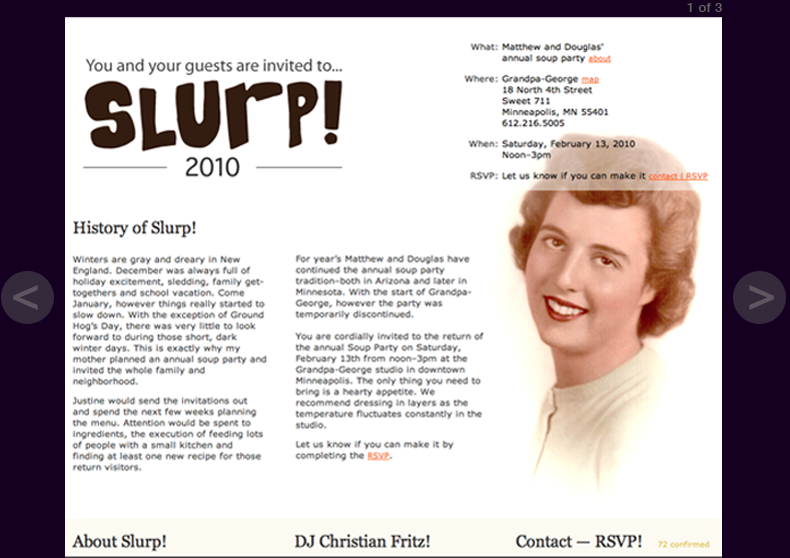 1 of 3
You and your guests are invited to...
SLUrP!
2010
What: Matthew and Douglas'
annual soup party about
Where: Grandpa-George map
18 North 4th Street
Sweet 711
Minneapolis, MN 55401
612.216.5005
When: Saturday, February 13, 2010
Noon–3pm
RSVP: Let us know if you can make it contact | RSVP
History of Slurp!
Winters are gray and dreary in New
England. December was always full of
holiday excitement, sledding, family get-
togethers and school vacation. Come
January, however things really started to
slow down. With the exception of Ground
Hog's Day, there was very little to look
forward to during those short, dark
winter days. This is exactly why my
mother planned an annual soup party and
invited the whole family and
neighborhood.
Justine would send the invitations out
and spend the next few weeks planning
the menu. Attention would be spent to
ingredients, the execution of feeding lots
of people with a small kitchen and
finding at least one new recipe for those
return visitors.
For year's Matthew and Douglas have
continued the annual soup party
tradition–both in Arizona and later in
Minnesota. With the start of Grandpa-
George, however the party was
temporarily discontinued.
You are cordially invited to the return of
the annual Soup Party on Saturday,
February 13th from noon–3pm at the
Grandpa-George studio in downtown
Minneapolis. The only thing you need to
bring is a hearty appetite. We
recommend dressing in layers as the
temperature fluctuates constantly in the
studio.
Let us know if you can make it by
completing the RSVP.
< >
About Slurp! DJ Christian Fritz! Contact — RSVP! 72 confirmed